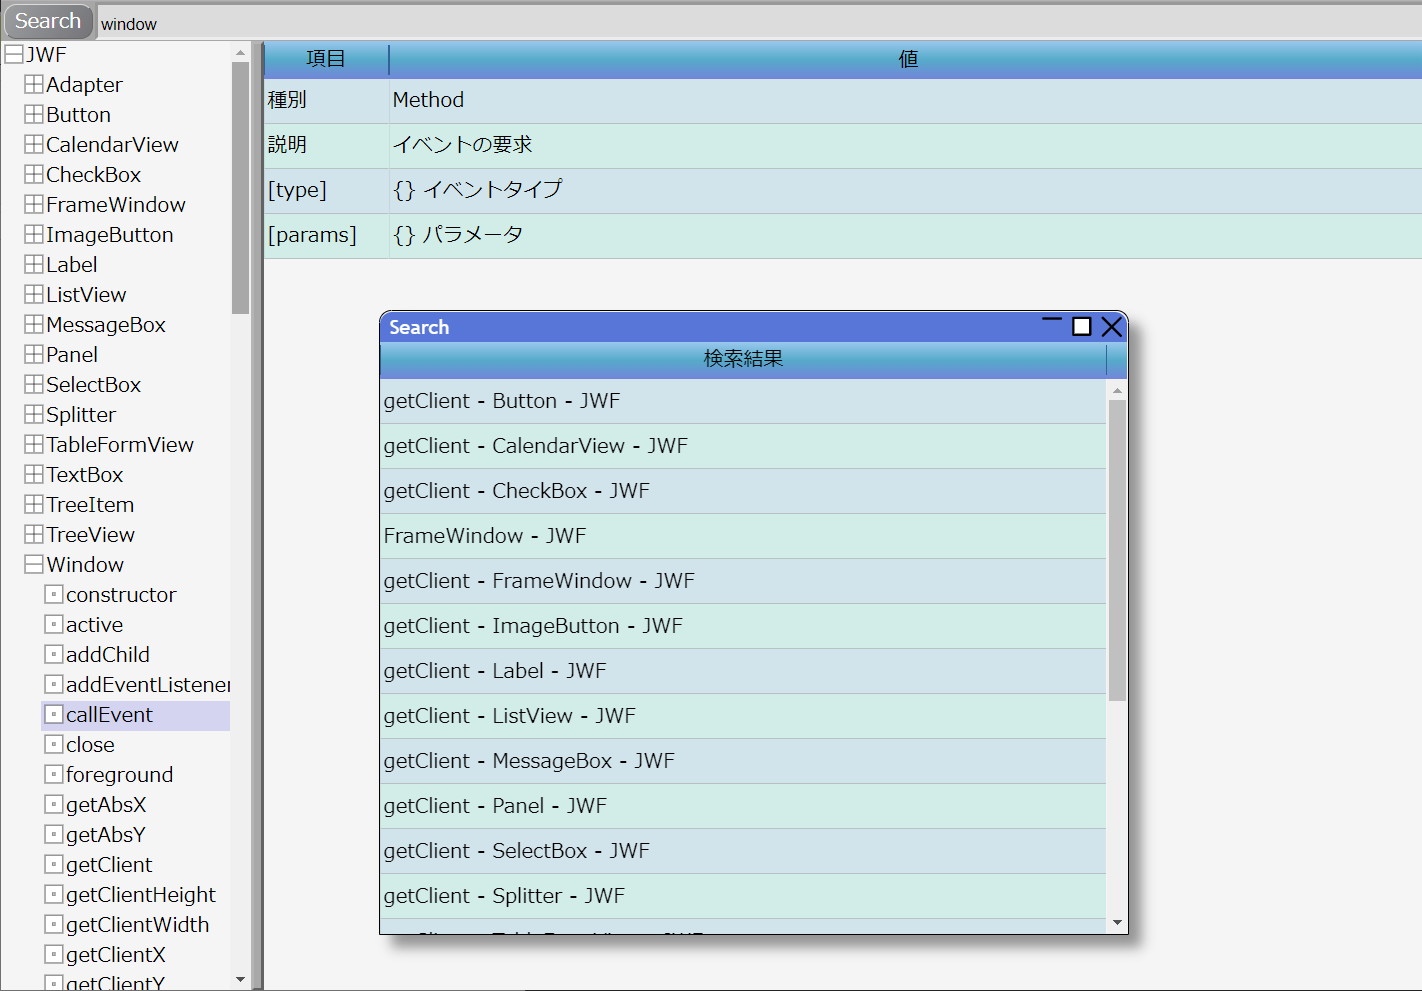 Search
window
JWF
Adapter
Button
CalendarView
CheckBox
FrameWindow
ImageButton
Label
ListView
MessageBox
Panel
SelectBox
Splitter
TableFormView
TextBox
TreeItem
TreeView
Window
constructor
active
addChild
addEventListener
callEvent
close
foreground
getAbsX
getAbsY
getClient
getClientHeight
getClientWidth
getClientX
getClientY
項目 値
種別 Method
説明 イベントの要求
[type] {} イベントタイプ
[params] {} パラメータ
Search
検索結果
getClient - Button - JWF
getClient - CalendarView - JWF
getClient - CheckBox - JWF
FrameWindow - JWF
getClient - FrameWindow - JWF
getClient - ImageButton - JWF
getClient - Label - JWF
getClient - ListView - JWF
getClient - MessageBox - JWF
getClient - Panel - JWF
getClient - SelectBox - JWF
getClient - Splitter - JWF